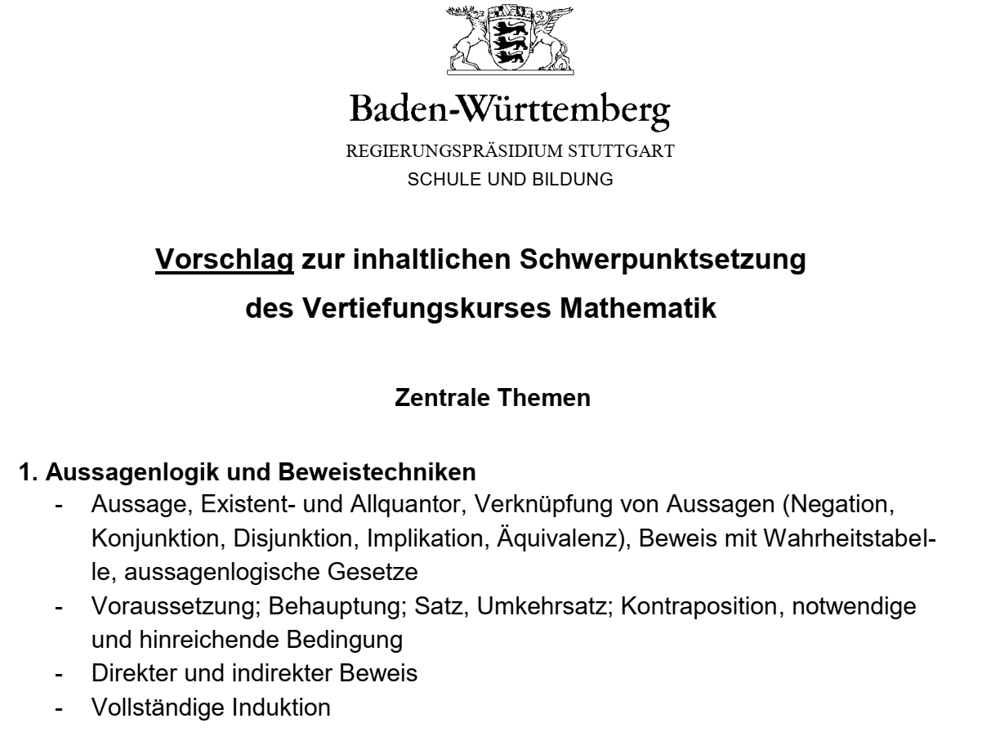 Baden-Württemberg
REGIERUNGSPRÄSIDIUM STUTTGART
SCHULE UND BILDUNG
Vorschlag zur inhaltlichen Schwerpunktsetzung
des Vertiefungskurses Mathematik
Zentrale Themen
1. Aussagenlogik und Beweistechniken
- Aussage, Existent- und Allquantor, Verknüpfung von Aussagen (Negation,
Konjunktion, Disjunktion, Implikation, Äquivalenz), Beweis mit Wahrheitstabel-
le, aussagenlogische Gesetze
- Voraussetzung; Behauptung; Satz, Umkehrsatz; Kontraposition, notwendige
und hinreichende Bedingung
- Direkter und indirekter Beweis
- Vollständige Induktion